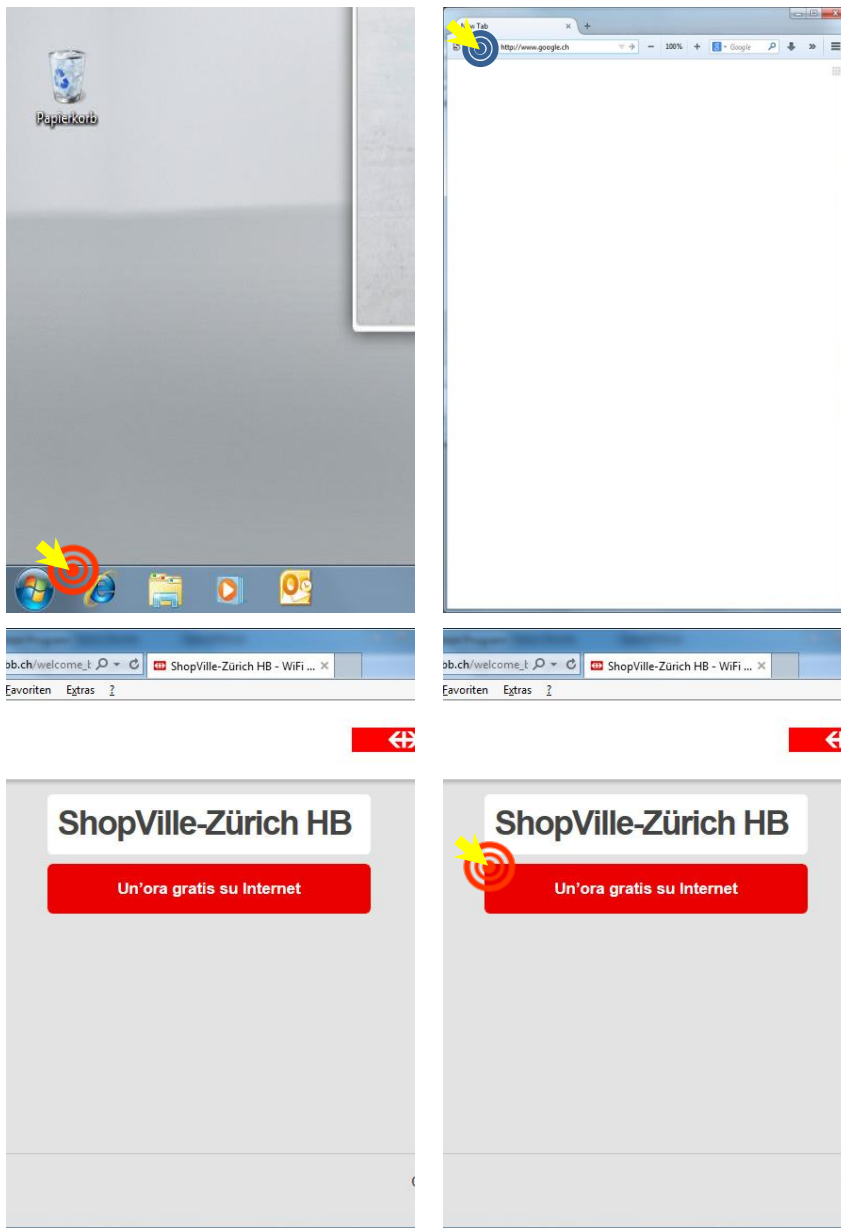 Papierkorb
New Tab
http://www.google.ch
100%
Google
bb.ch/welcome_t
ShopVille-Zürich HB - WiFi ...
Favoriten Extras ?
ShopVille-Zürich HB
Un'ora gratis su Internet
bb.ch/welcome_t
ShopVille-Zürich HB - WiFi ...
Favoriten Extras ?
ShopVille-Zürich HB
Un'ora gratis su Internet